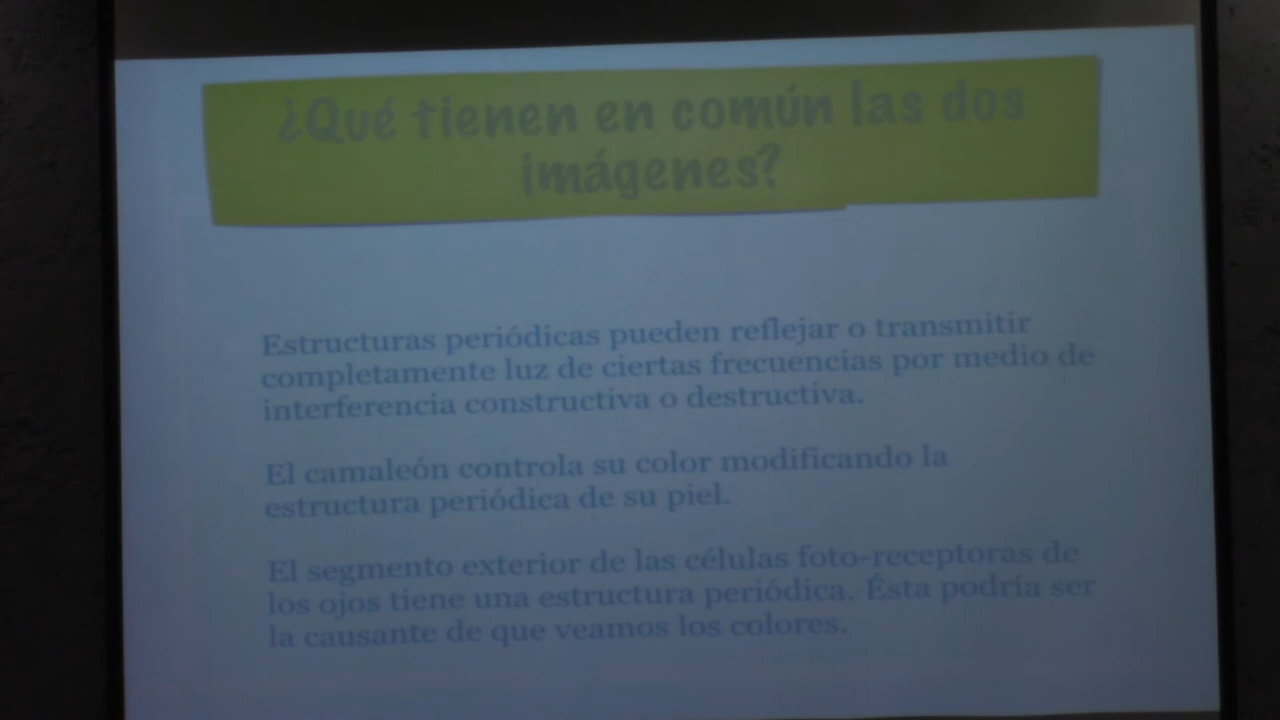 ¿Qué tienen en común las dos
imágenes?
Estructuras periódicas pueden reflejar o transmitir
completamente luz de ciertas frecuencias por medio de
interferencia constructiva o destructiva.
El camaleón controla su color modificando la
estructura periódica de su piel.
El segmento exterior de las células foto-receptoras de
los ojos tiene una estructura periódica. Ésta podría ser
la causante de que veamos los colores.